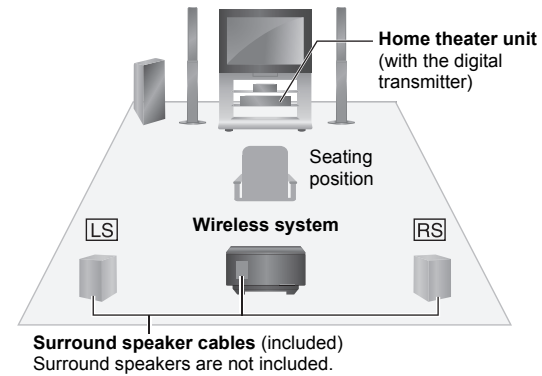 Home theater unit
(with the digital
transmitter)
Seating
position
Wireless system
LS
RS
Surround speaker cables (included)
Surround speakers are not included.